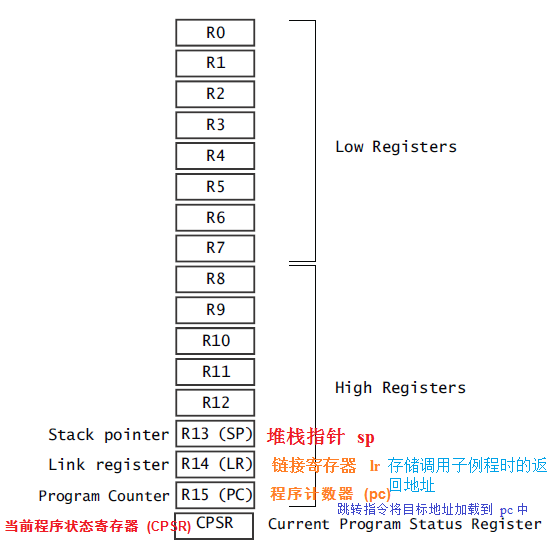 R0
R1
R2
R3
Low Registers
R4
R5
R6
R7
R8
R9
R10
R11
High Registers
R12
Stack pointer R13 (SP) 堆栈指针 sp
Link register R14 (LR) 链接寄存器 lr 存储调用子例程时的返
回地址
Program Counter R15 (PC) 程序计数器 (pc)
跳转指令将目标地址加载到 pc 中
当前程序状态寄存器 (CPSR) CPSR Current Program Status Register